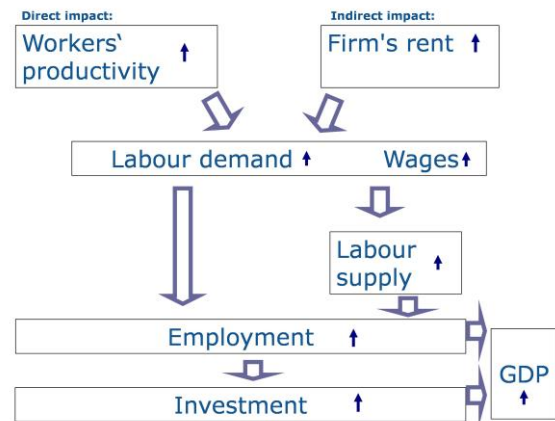 Direct impact:
Workers‘ ↑
productivity
Indirect impact:
Firm's rent ↑
Labour demand ↑ Wages ↑
Labour
supply ↑
Employment ↑
Investment ↑
GDP
↑